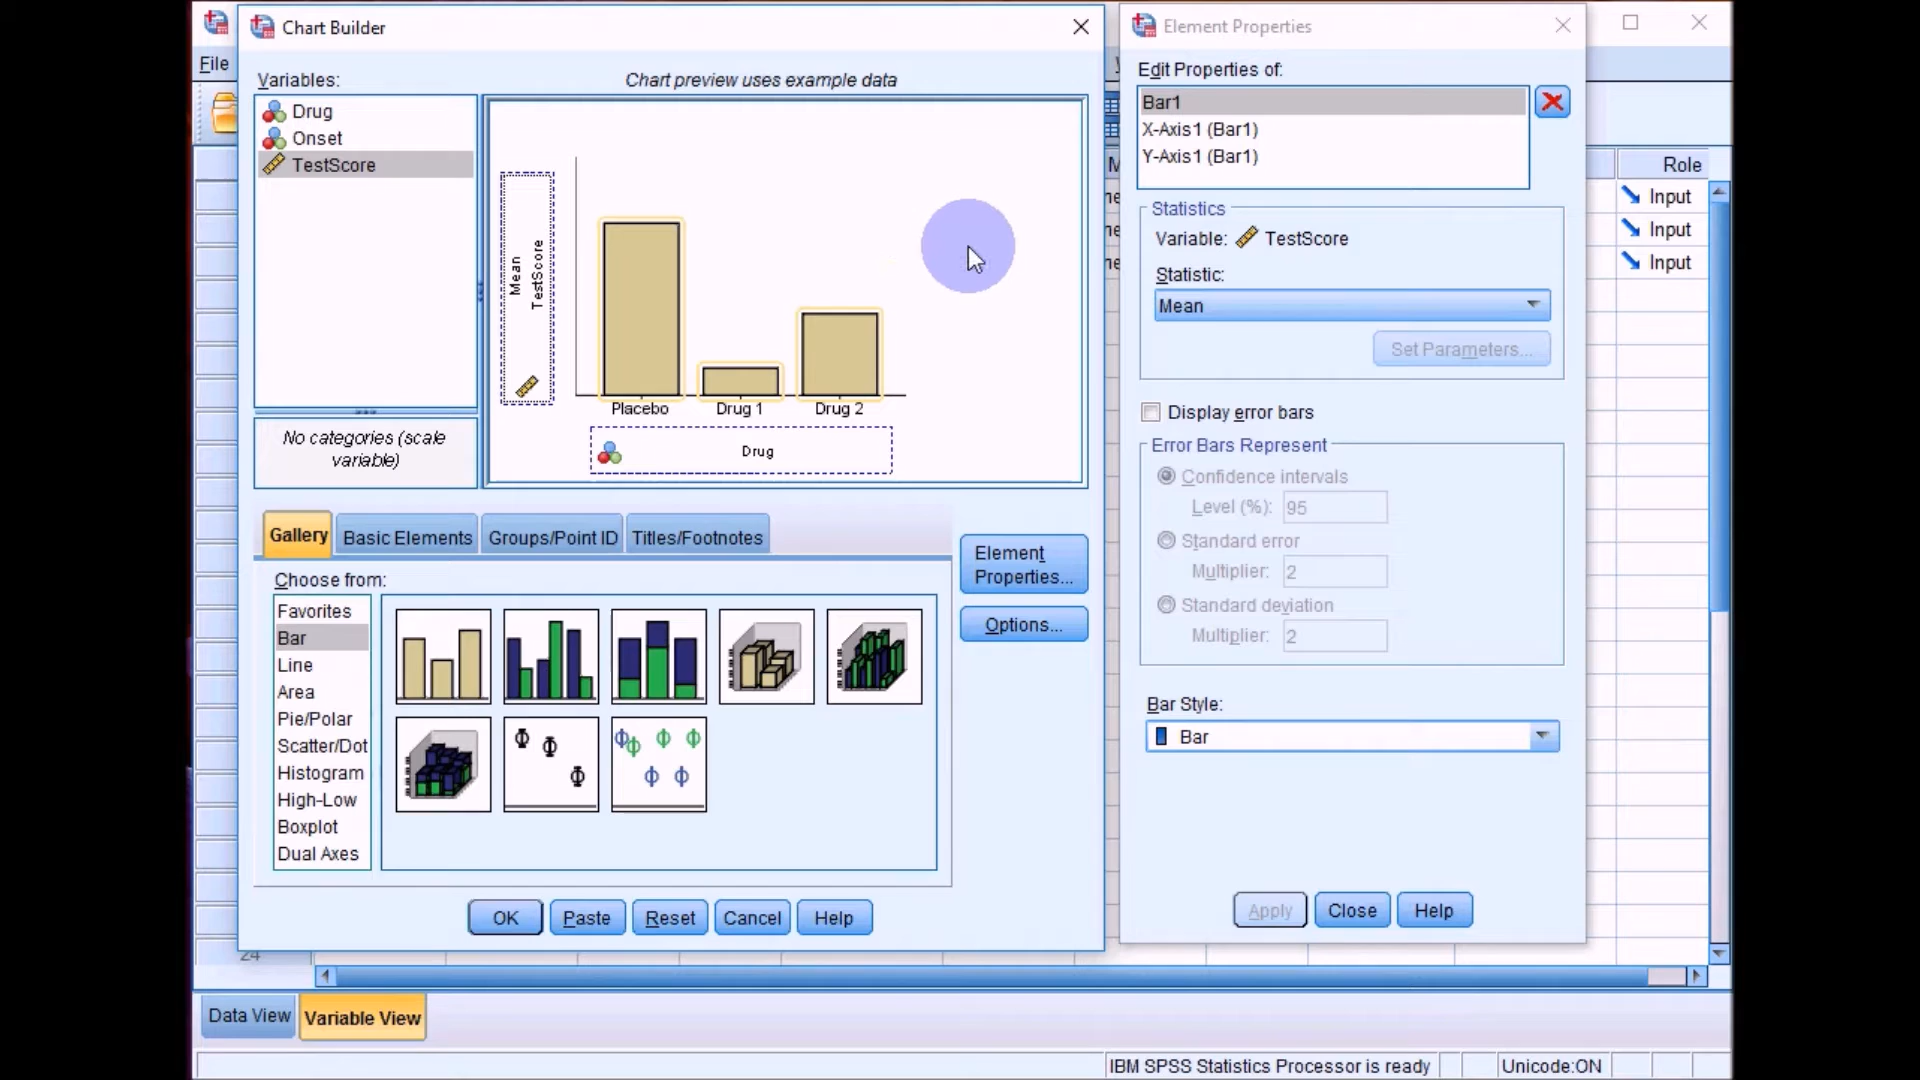 Chart Builder
Element Properties
File
Variables:
Chart preview uses example data
Drug
Onset
TestScore
Mean
TestScore
Placebo
Drug 1
Drug 2
Drug
No categories (scale
variable)
Gallery
Basic Elements
Groups/Point ID
Titles/Footnotes
Choose from:
Favorites
Bar
Line
Area
Pie/Polar
Scatter/Dot
Histogram
High-Low
Boxplot
Dual Axes
Element
Properties...
Options...
OK
Paste
Reset
Cancel
Help
Edit Properties of:
Bar1
X-Axis1 (Bar1)
Y-Axis1 (Bar1)
Statistics
Variable: TestScore
Statistic:
Mean
Set Parameters...
Display error bars
Error Bars Represent
Confidence intervals
Level (%): 95
Standard error
Multiplier: 2
Standard deviation
Multiplier: 2
Bar Style:
Bar
Apply
Close
Help
Role
Input
Input
Input
24
Data View
Variable View
IBM SPSS Statistics Processor is ready
Unicode:ON